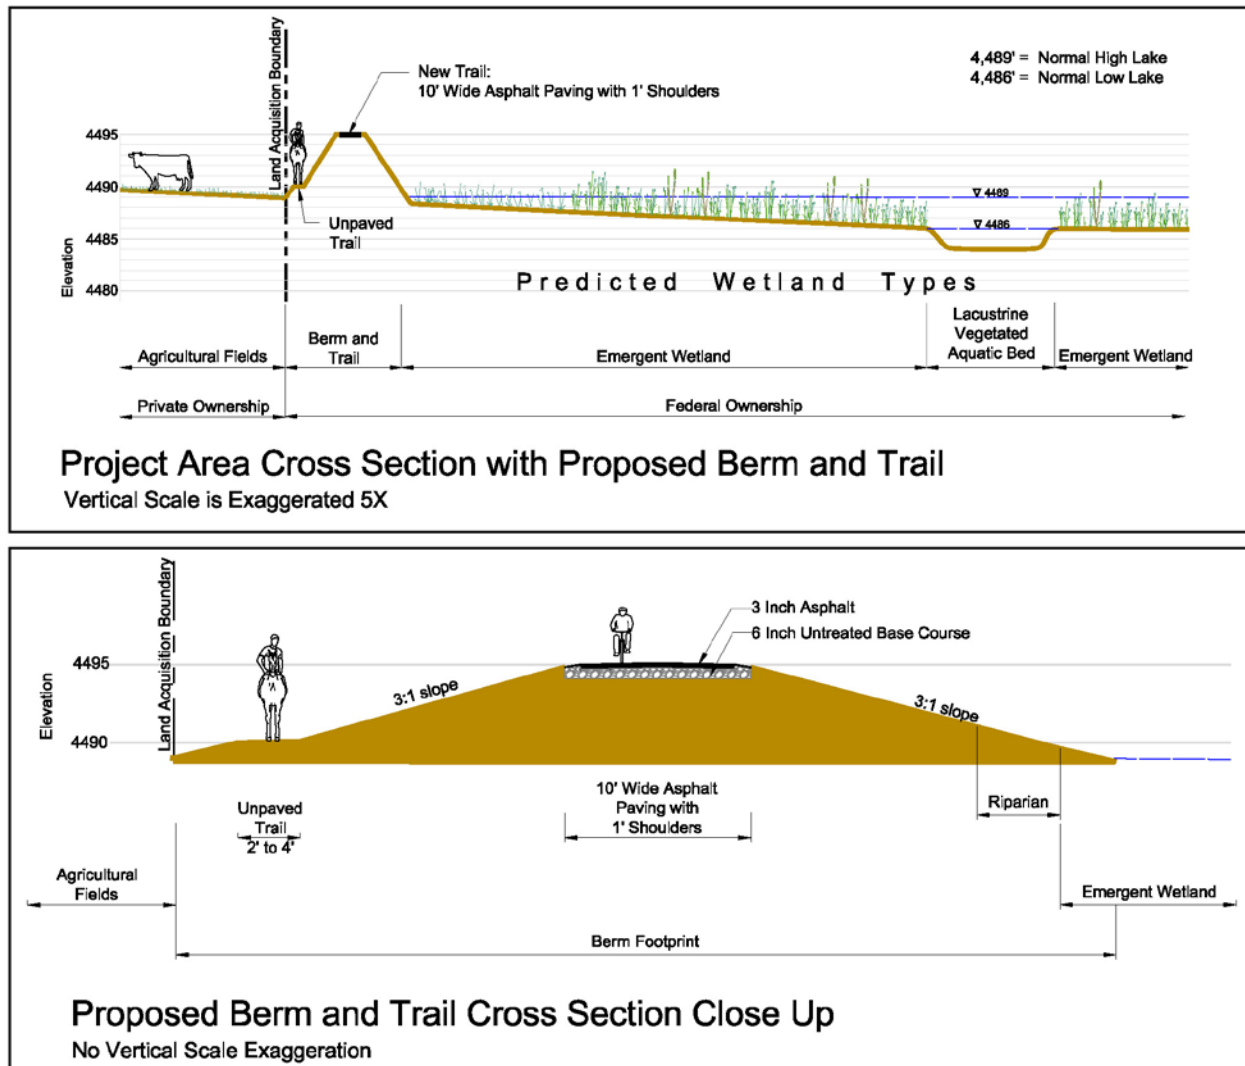 Land Acquisition Boundary
New Trail:
10' Wide Asphalt Paving with 1' Shoulders
4,489' = Normal High Lake
4,486' = Normal Low Lake
4495
4490
4485
4480
Elevation
Unpaved
Trail
4489
4486
Predicted Wetland Types
Agricultural Fields
Berm and
Trail
Emergent Wetland
Lacustrine
Vegetated
Aquatic Bed
Emergent Wetland
Private Ownership
Federal Ownership
Project Area Cross Section with Proposed Berm and Trail
Vertical Scale is Exaggerated 5X
Land Acquisition Boundary
3 Inch Asphalt
6 Inch Untreated Base Course
4495
4490
Elevation
3:1 slope
3:1 slope
Unpaved
Trail
2' to 4'
10' Wide Asphalt
Paving with
1' Shoulders
Riparian
Agricultural
Fields
Emergent Wetland
Berm Footprint
Proposed Berm and Trail Cross Section Close Up
No Vertical Scale Exaggeration